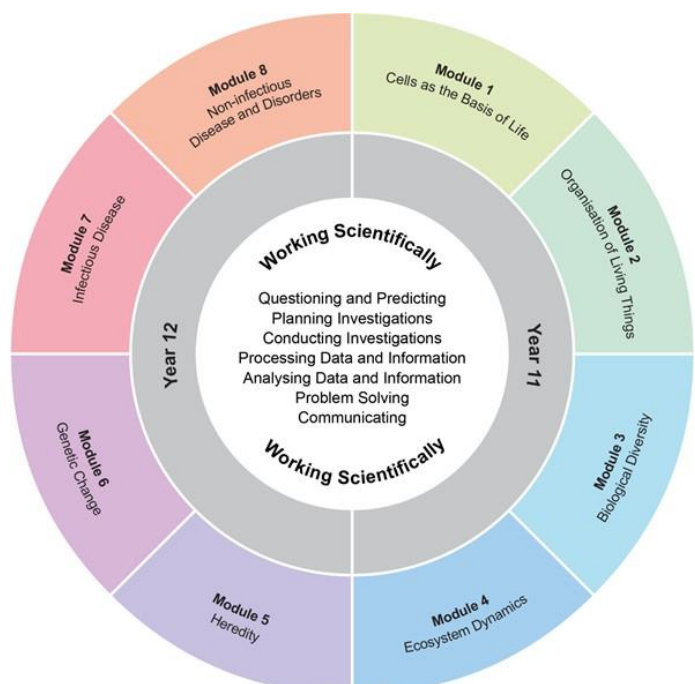 Module 1
Cells as the Basis of Life
Module 2
Organisation of Living Things
Module 3
Biological Diversity
Module 4
Ecosystem Dynamics
Module 5
Heredity
Module 6
Genetic Change
Module 7
Infectious Disease
Module 8
Non-infectious
Disease and Disorders
Year 11
Year 12
Working Scientifically
Questioning and Predicting
Planning Investigations
Conducting Investigations
Processing Data and Information
Analysing Data and Information
Problem Solving
Communicating
Working Scientifically